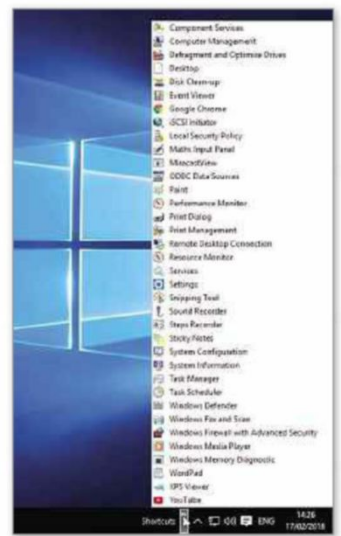 Component Services
Computer Management
Defragment and Optimise Drives
Desktop
Disk Clean-up
Event Viewer
Google Chrome
iSCSI Initiator
Local Security Policy
Maths Input Panel
MiracastView
ODBC Data Sources
Paint
Performance Monitor
Print Dialog
Print Management
Remote Desktop Connection
Resource Monitor
Services
Settings
Snipping Tool
Sound Recorder
Steps Recorder
Sticky Notes
System Configuration
System Information
Task Manager
Task Scheduler
Windows Defender
Windows Fax and Scan
Windows Firewall with Advanced Security
Windows Media Player
Windows Memory Diagnostic
WordPad
XPS Viewer
YouTube
Shortcuts ENG 14:26
17/02/2018